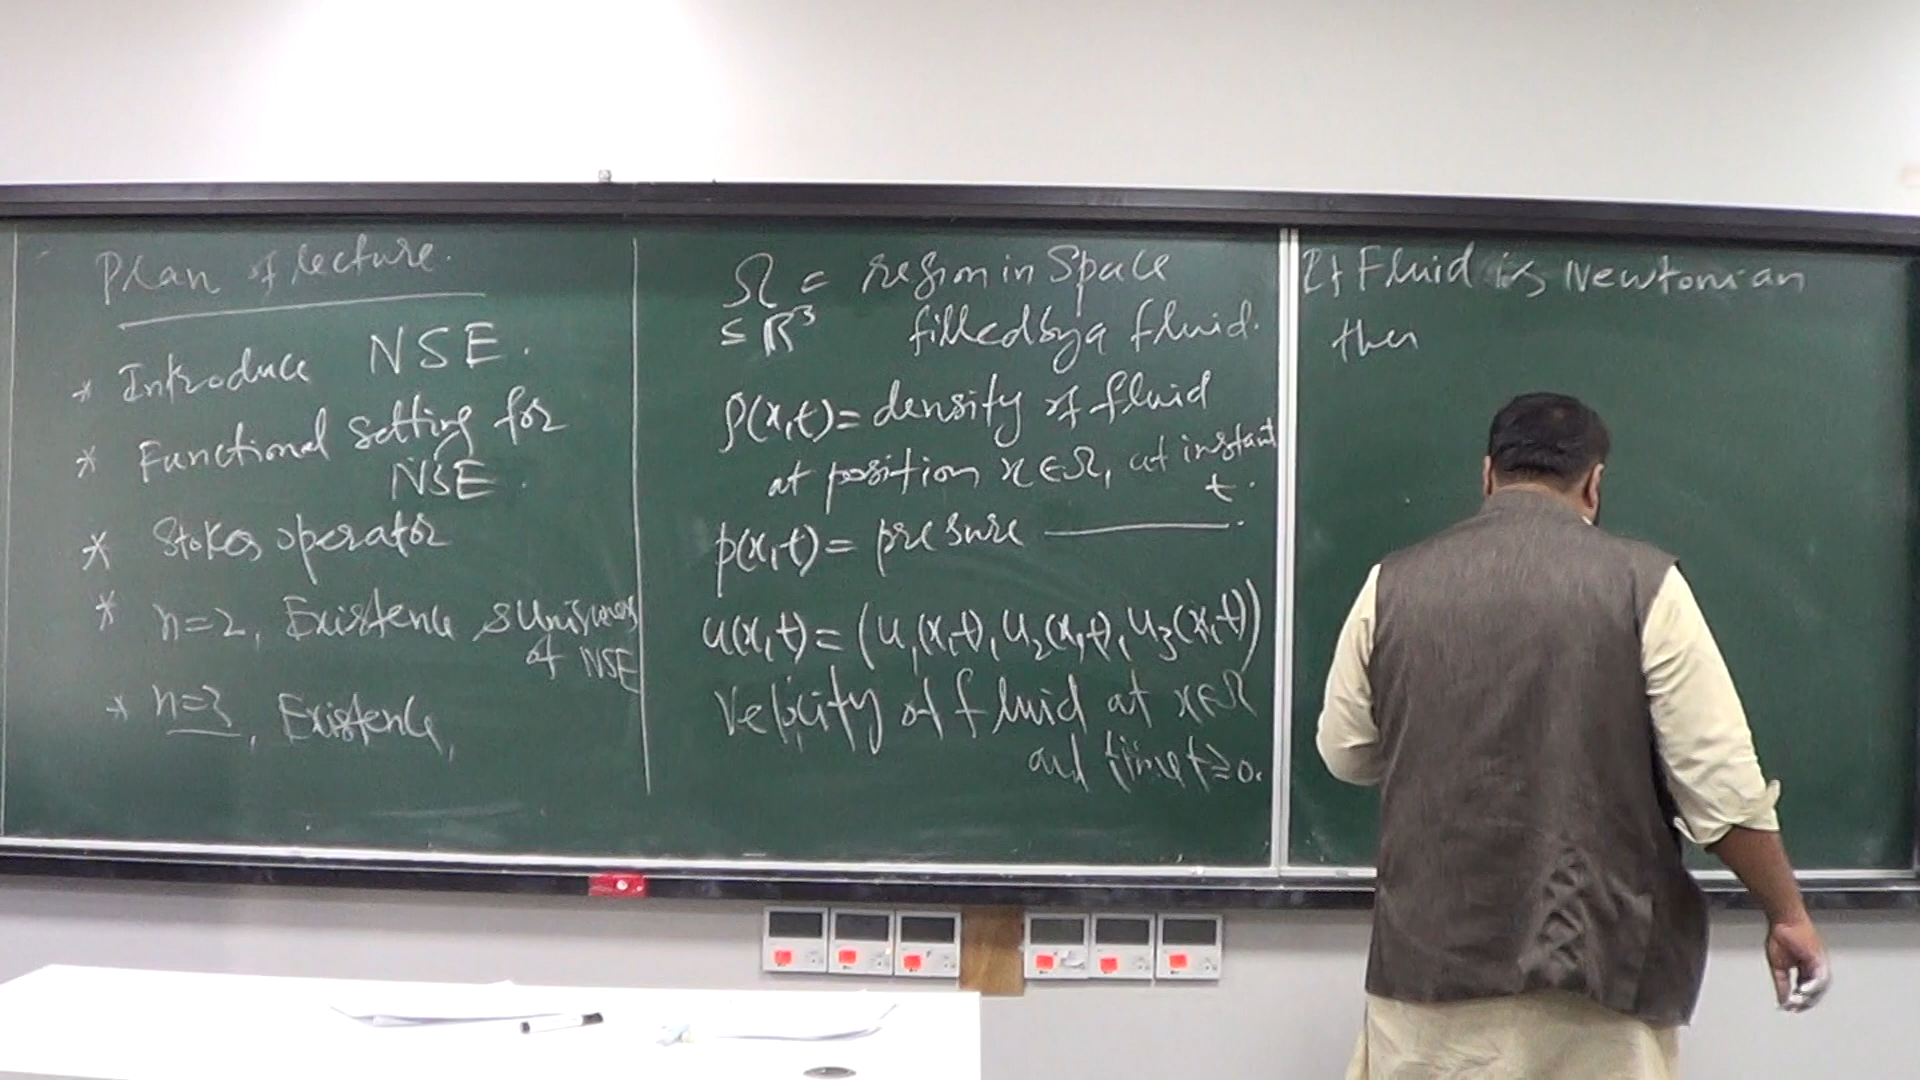 Plan of lecture.
* Introduce NSE.
* Functional setting for
NSE.
* Stokes operator
* n=2, Existence &
of NSE
* n=3, Existence,
Ω = region in Space
⊆ ℝ³ filled by a fluid.
ρ(x,t) = density of fluid
at position x∈Ω, at instant
t.
p(x,t) = pressure ———.
u(x,t) = (u₁(x,t), u₂(x,t), u₃(x,t))
Velocity of fluid at x∈Ω
and time t≥0.
If Fluid is Newtonian
then